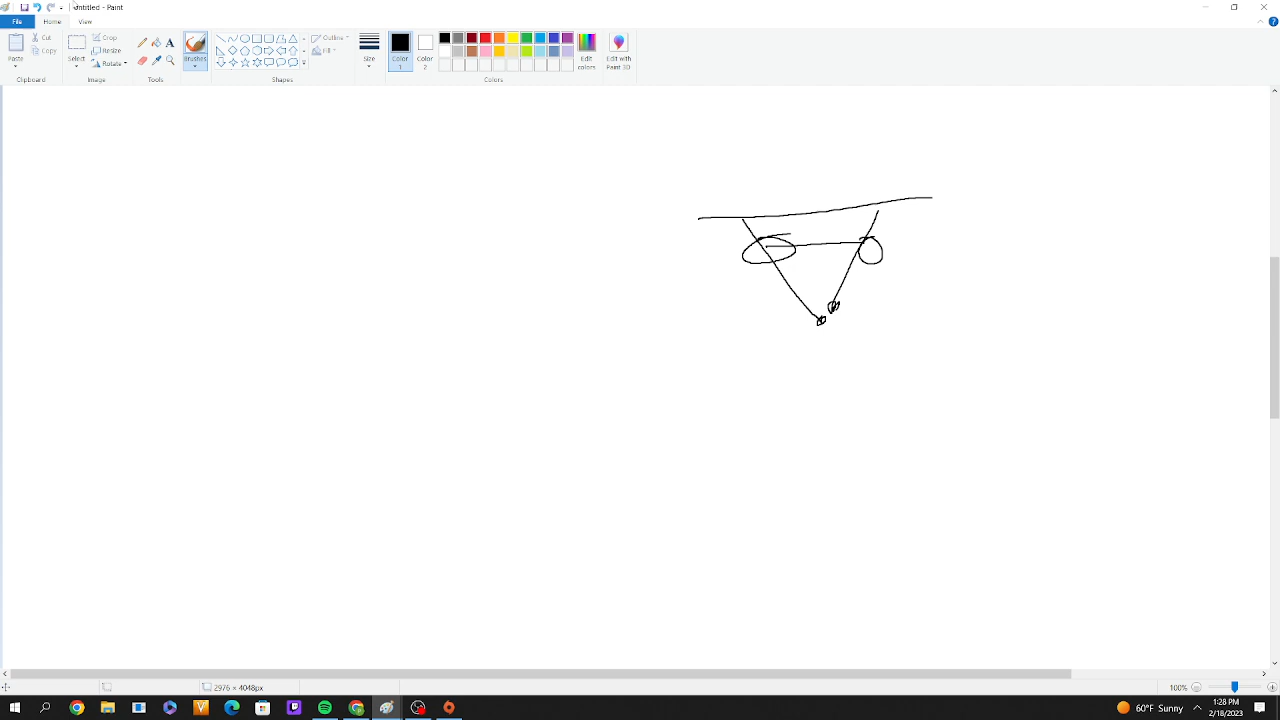 Untitled - Paint
File
Home
View
Paste
Cut
Copy
Clipboard
Select
Crop
Resize
Rotate
Image
Tools
Brushes
Shapes
Outline
Fill
Size
Color 1
Color 2
Colors
Edit colors
Edit with Paint 3D
2976 × 4048px
100%
60°F Sunny
1:28 PM
2/18/2023